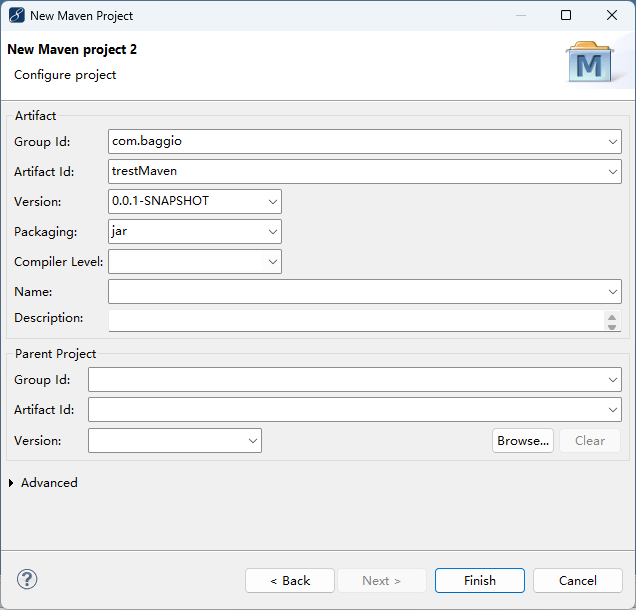 New Maven Project
New Maven project 2
Configure project
M
Artifact
Group Id: com.baggio
Artifact Id: trestMaven
Version: 0.0.1-SNAPSHOT
Packaging: jar
Compiler Level:
Name:
Description:
Parent Project
Group Id:
Artifact Id:
Version: Browse... Clear
Advanced
? < Back Next > Finish Cancel